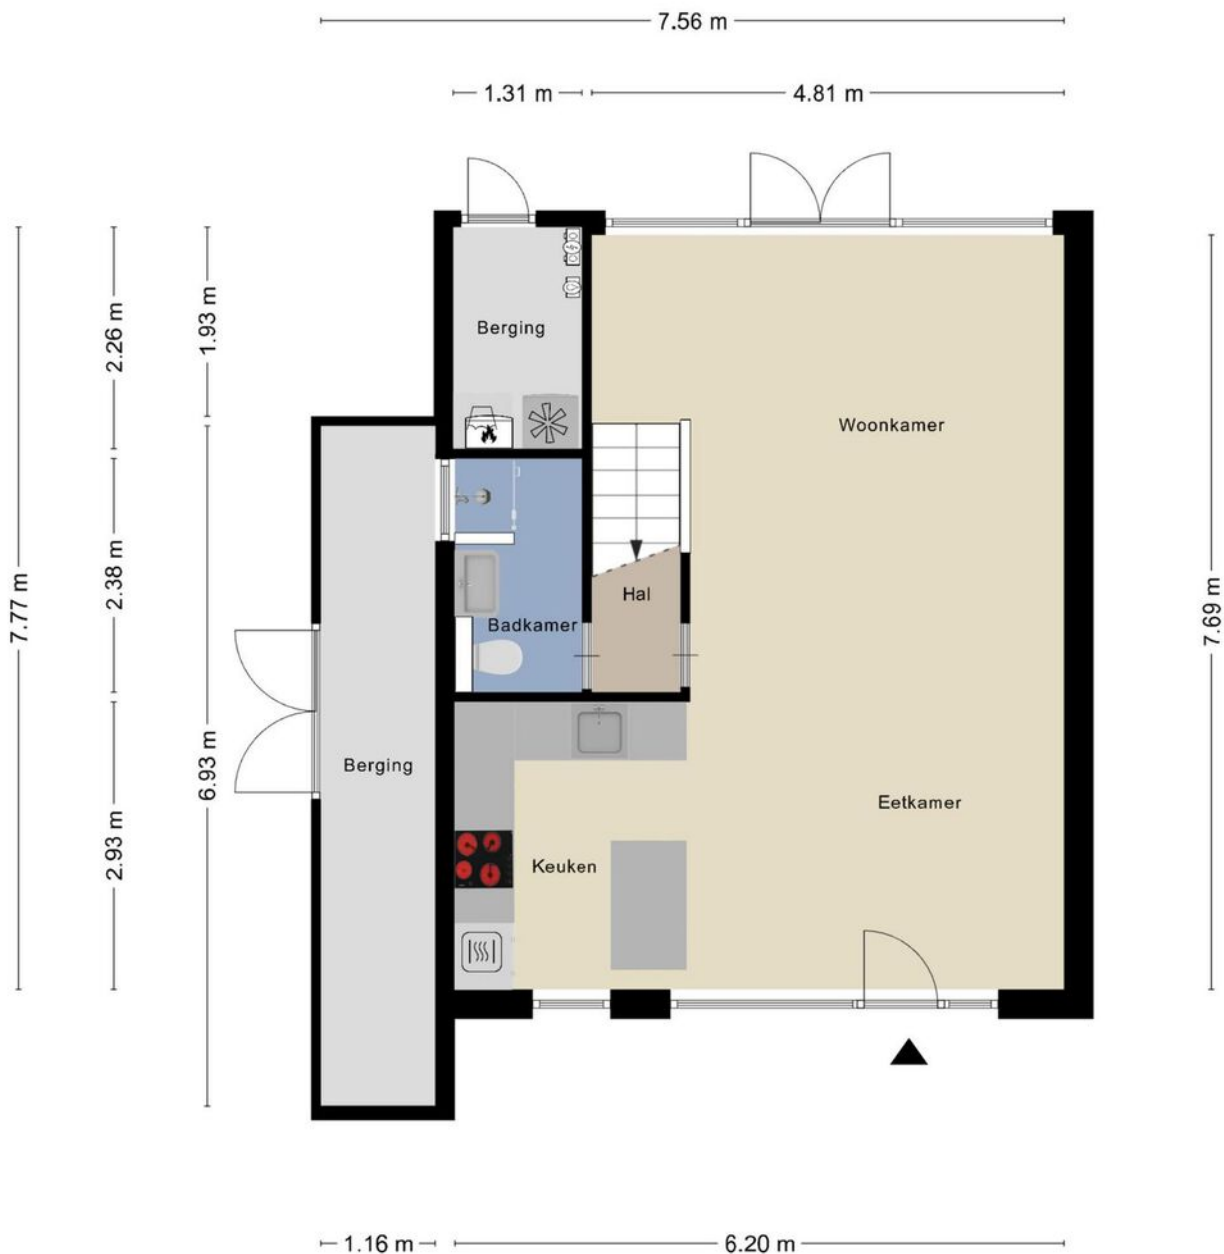 7.56 m
1.31 m
4.81 m
Berging
Woonkamer
2.26 m
1.93 m
2.38 m
7.77 m
7.69 m
Hal
Badkamer
6.93 m
Berging
2.93 m
Eetkamer
Keuken
1.16 m
6.20 m